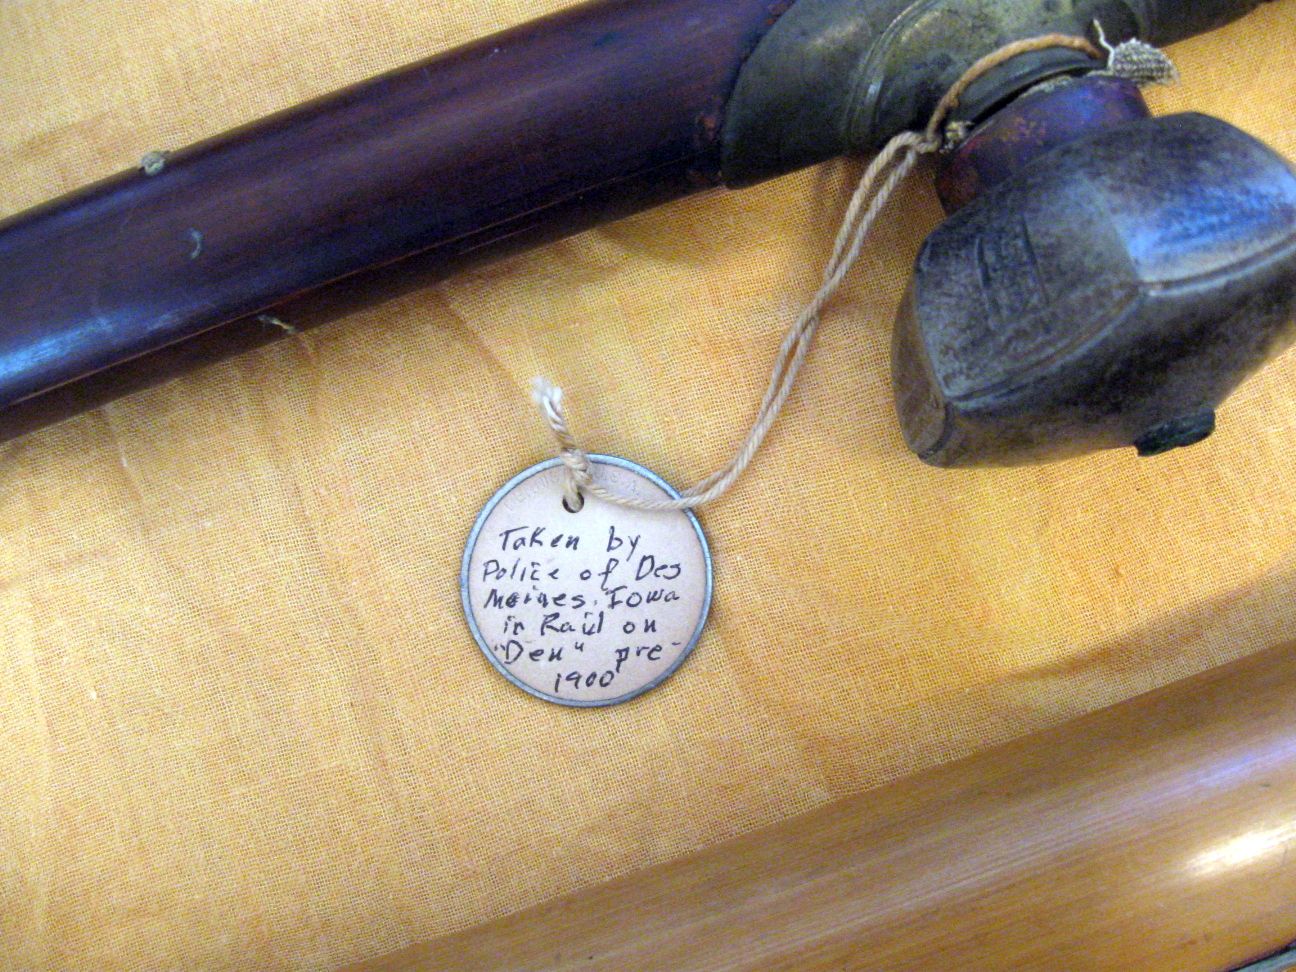 Taken by
Police of Des
Moines, Iowa
in Raid on
"Den" pre-
1900